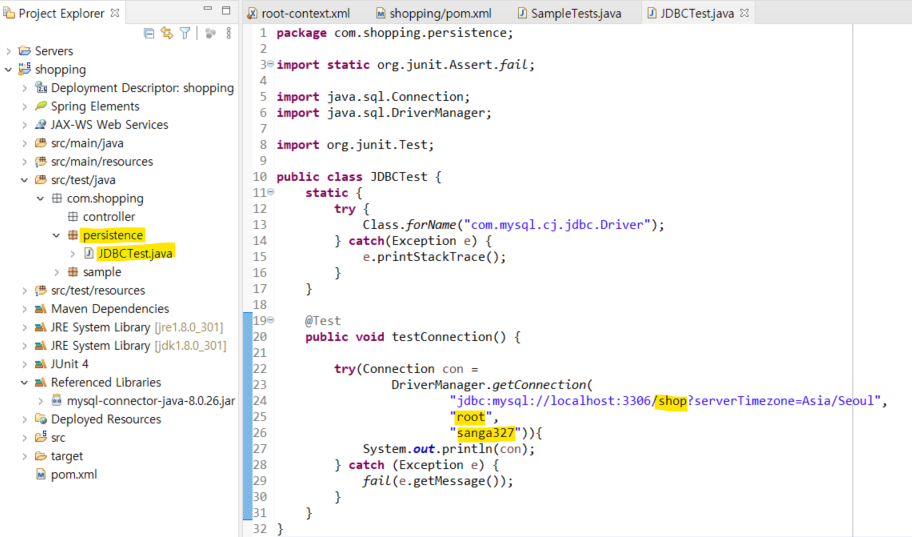 Project Explorer
Servers
shopping
Deployment Descriptor: shopping
Spring Elements
JAX-WS Web Services
src/main/java
src/main/resources
src/test/java
com.shopping
controller
persistence
JDBCTest.java
sample
src/test/resources
Maven Dependencies
JRE System Library [jre1.8.0_301]
JRE System Library [jdk1.8.0_301]
JUnit 4
Referenced Libraries
mysql-connector-java-8.0.26.jar
Deployed Resources
src
target
pom.xml
root-context.xml shopping/pom.xml SampleTests.java JDBCTest.java
1 package com.shopping.persistence;
2
3 import static org.junit.Assert.fail;
4
5 import java.sql.Connection;
6 import java.sql.DriverManager;
7
8 import org.junit.Test;
9
10 public class JDBCTest {
11 static {
12 try {
13 Class.forName("com.mysql.cj.jdbc.Driver");
14 } catch(Exception e) {
15 e.printStackTrace();
16 }
17 }
18
19 @Test
20 public void testConnection() {
21
22 try(Connection con =
23 DriverManager.getConnection(
24 "jdbc:mysql://localhost:3306/shop?serverTimezone=Asia/Seoul",
25 "root",
26 "sanga327")){
27 System.out.println(con);
28 } catch (Exception e) {
29 fail(e.getMessage());
30 }
31 }
32 }